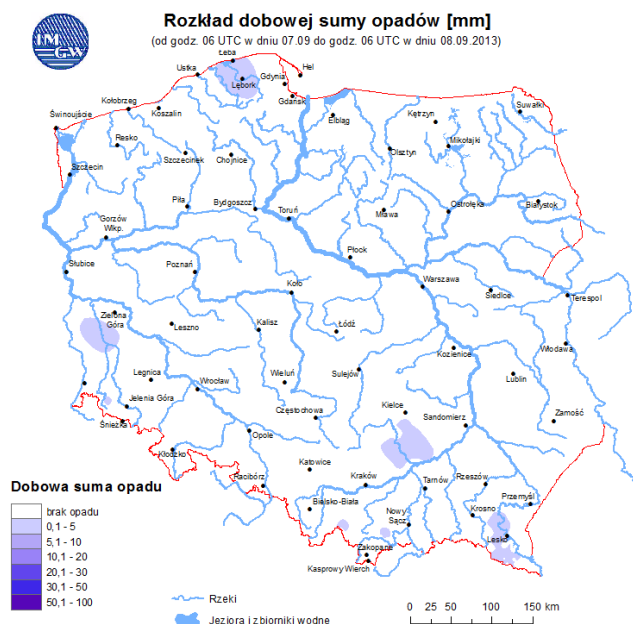 IM
GW
Rozkład dobowej sumy opadów [mm]
(od godz. 06 UTC w dniu 07.09 do godz. 06 UTC w dniu 08.09.2013)
Łeba
Hel
Ustka
Gdynia
Lębork
Gdańsk
Suwałki
Kołobrzeg
Koszalin
Elbląg
Kętrzyn
Świnoujście
Resko
Mikołajki
Szczecinek
Chojnice
Olsztyn
Szczecin
Piła
Bydgoszcz
Toruń
Mława
Ostrołęka
Białystok
Gorzów
Wlkp.
Płock
Słubice
Poznań
Koło
Warszawa
Siedlce
Terespol
Zielona
Góra
Leszno
Kalisz
Łódź
Kozienice
Włodawa
Legnica
Wrocław
Wieluń
Sulejów
Lublin
Jelenia Góra
Częstochowa
Kielce
Sandomierz
Zamość
Śnieżka
Opole
Kłodzko
Katowice
Racibórz
Kraków
Tarnów
Rzeszów
Bielsko-Biała
Nowy
Sącz
Krosno
Przemyśl
Lesko
Zakopane
Kasprowy Wierch
Dobowa suma opadu
brak opadu
0,1 - 5
5,1 - 10
10,1 - 20
20,1 - 30
30,1 - 50
50,1 - 100
Rzeki
Jeziora i zbiorniki wodne
0 25 50 100 150 km